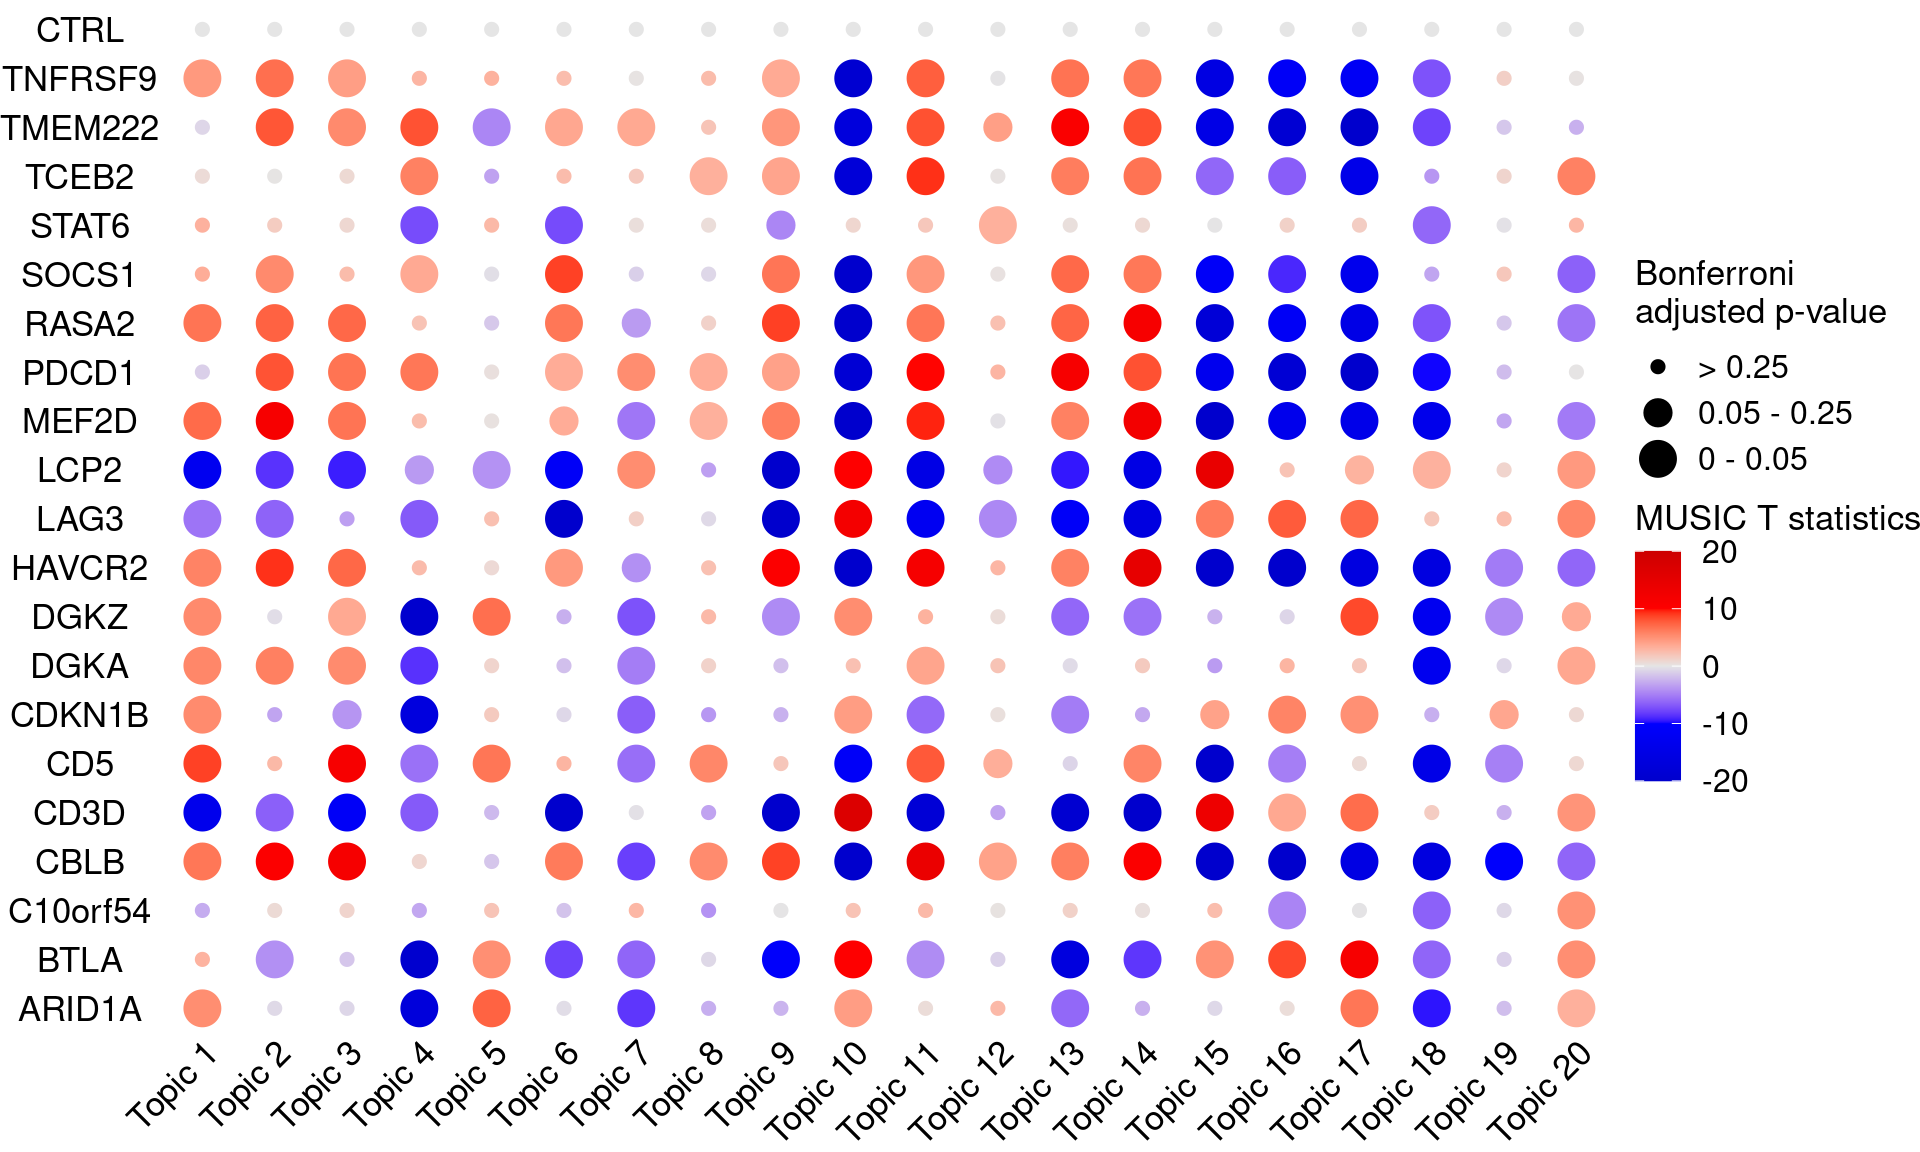 CTRL
TNFRSF9
TMEM222
TCEB2
STAT6
SOCS1
RASA2
PDCD1
MEF2D
LCP2
LAG3
HAVCR2
DGKZ
DGKA
CDKN1B
CD5
CD3D
CBLB
C10orf54
BTLA
ARID1A
Topic 1
Topic 2
Topic 3
Topic 4
Topic 5
Topic 6
Topic 7
Topic 8
Topic 9
Topic 10
Topic 11
Topic 12
Topic 13
Topic 14
Topic 15
Topic 16
Topic 17
Topic 18
Topic 19
Topic 20
Bonferroni
adjusted p-value
> 0.25
0.05 - 0.25
0 - 0.05
MUSIC T statistics
20
10
0
-10
-20